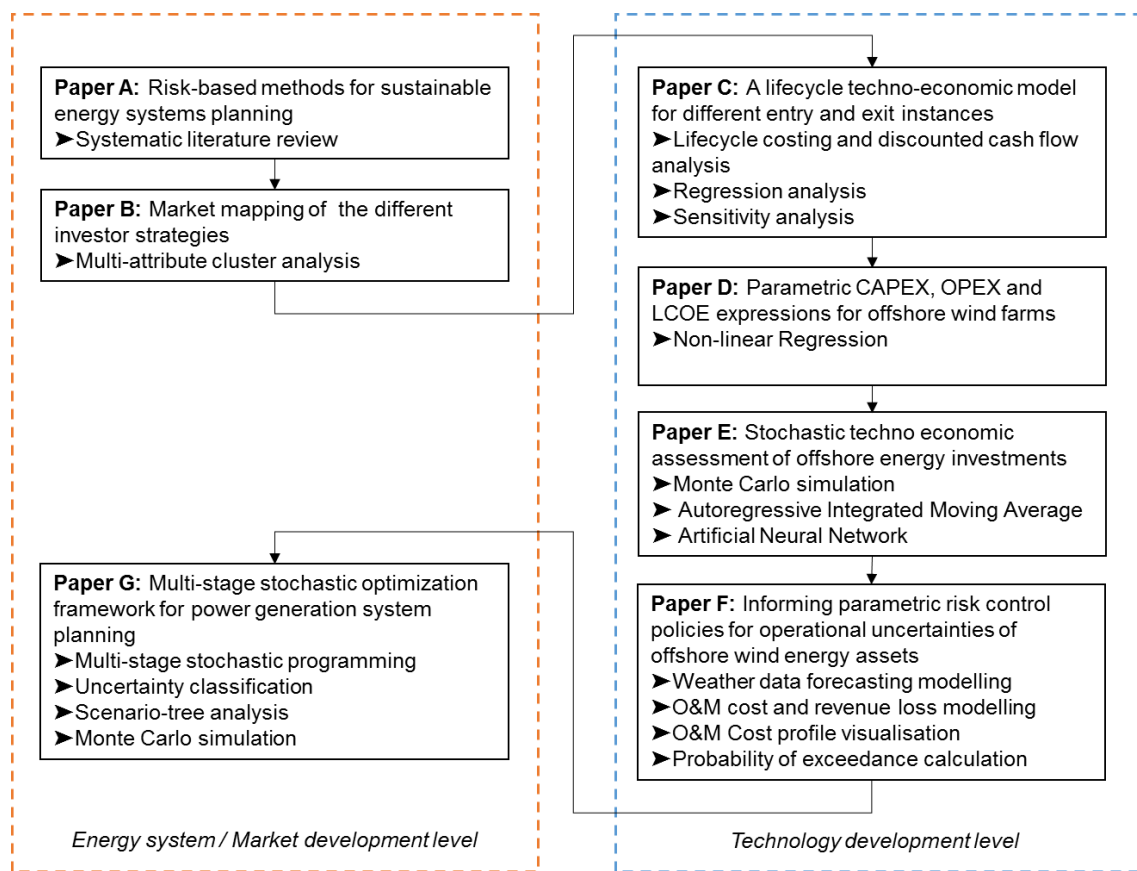 Paper A: Risk-based methods for sustainable
energy systems planning
➤Systematic literature review
Paper B: Market mapping of the different
investor strategies
➤Multi-attribute cluster analysis
Paper C: A lifecycle techno-economic model
for different entry and exit instances
➤Lifecycle costing and discounted cash flow
analysis
➤Regression analysis
➤Sensitivity analysis
Paper D: Parametric CAPEX, OPEX and
LCOE expressions for offshore wind farms
➤Non-linear Regression
Paper E: Stochastic techno economic
assessment of offshore energy investments
➤Monte Carlo simulation
➤ Autoregressive Integrated Moving Average
➤ Artificial Neural Network
Paper F: Informing parametric risk control
policies for operational uncertainties of
offshore wind energy assets
➤Weather data forecasting modelling
➤O&M cost and revenue loss modelling
➤O&M Cost profile visualisation
➤Probability of exceedance calculation
Paper G: Multi-stage stochastic optimization
framework for power generation system
planning
➤Multi-stage stochastic programming
➤Uncertainty classification
➤Scenario-tree analysis
➤Monte Carlo simulation
Energy system / Market development level
Technology development level